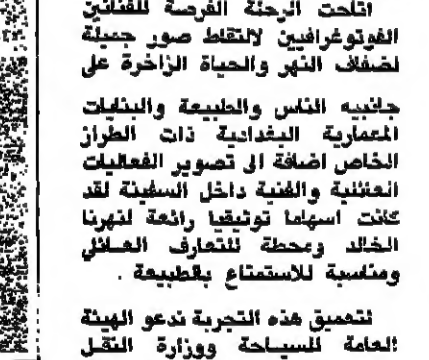 اتاحت الرحلة الفرصة للفنانين
الفوتوغرافيين لالتقاط صور جميلة
لضفاف النهر والحياة الزاخرة على
جانبيه الناس والطبيعة والبنايات
المعمارية البغدادية ذات الطراز
الخاص اضافة الى تصوير الفعاليات
العائلية والفنية داخل السفينة لقد
كانت اسهاما توثيقيا رائعة لنهرنا
الخالد ومحطة للتعارف العائلي
ومناسبة للاستمتاع بالطبيعة .
لتعميق هذه التجربة ندعو الهيئة
العامة للسياحة ووزارة النقل